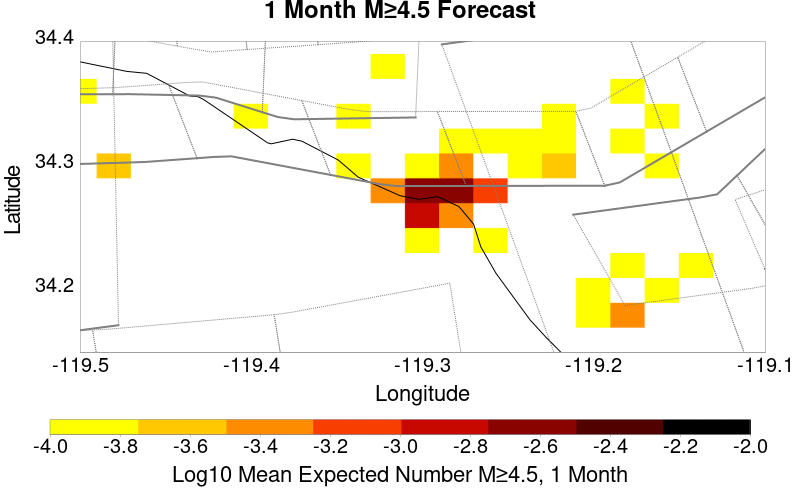 1 Month M≥4.5 Forecast
34.4
34.3
34.2
Latitude
-119.5 -119.4 -119.3 -119.2 -119.1
Longitude
-4.0 -3.8 -3.6 -3.4 -3.2 -3.0 -2.8 -2.6 -2.4 -2.2 -2.0
Log10 Mean Expected Number M≥4.5, 1 Month